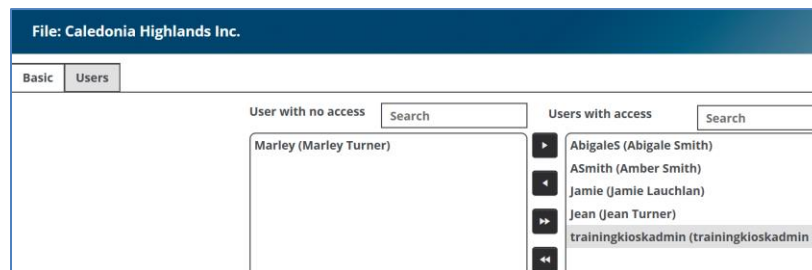 File: Caledonia Highlands Inc.
Basic Users
User with no access Search Users with access Search
Marley (Marley Turner)
AbigaleS (Abigale Smith)
ASmith (Amber Smith)
Jamie (Jamie Lauchlan)
Jean (Jean Turner)
trainingkioskadmin (trainingkioskadmin